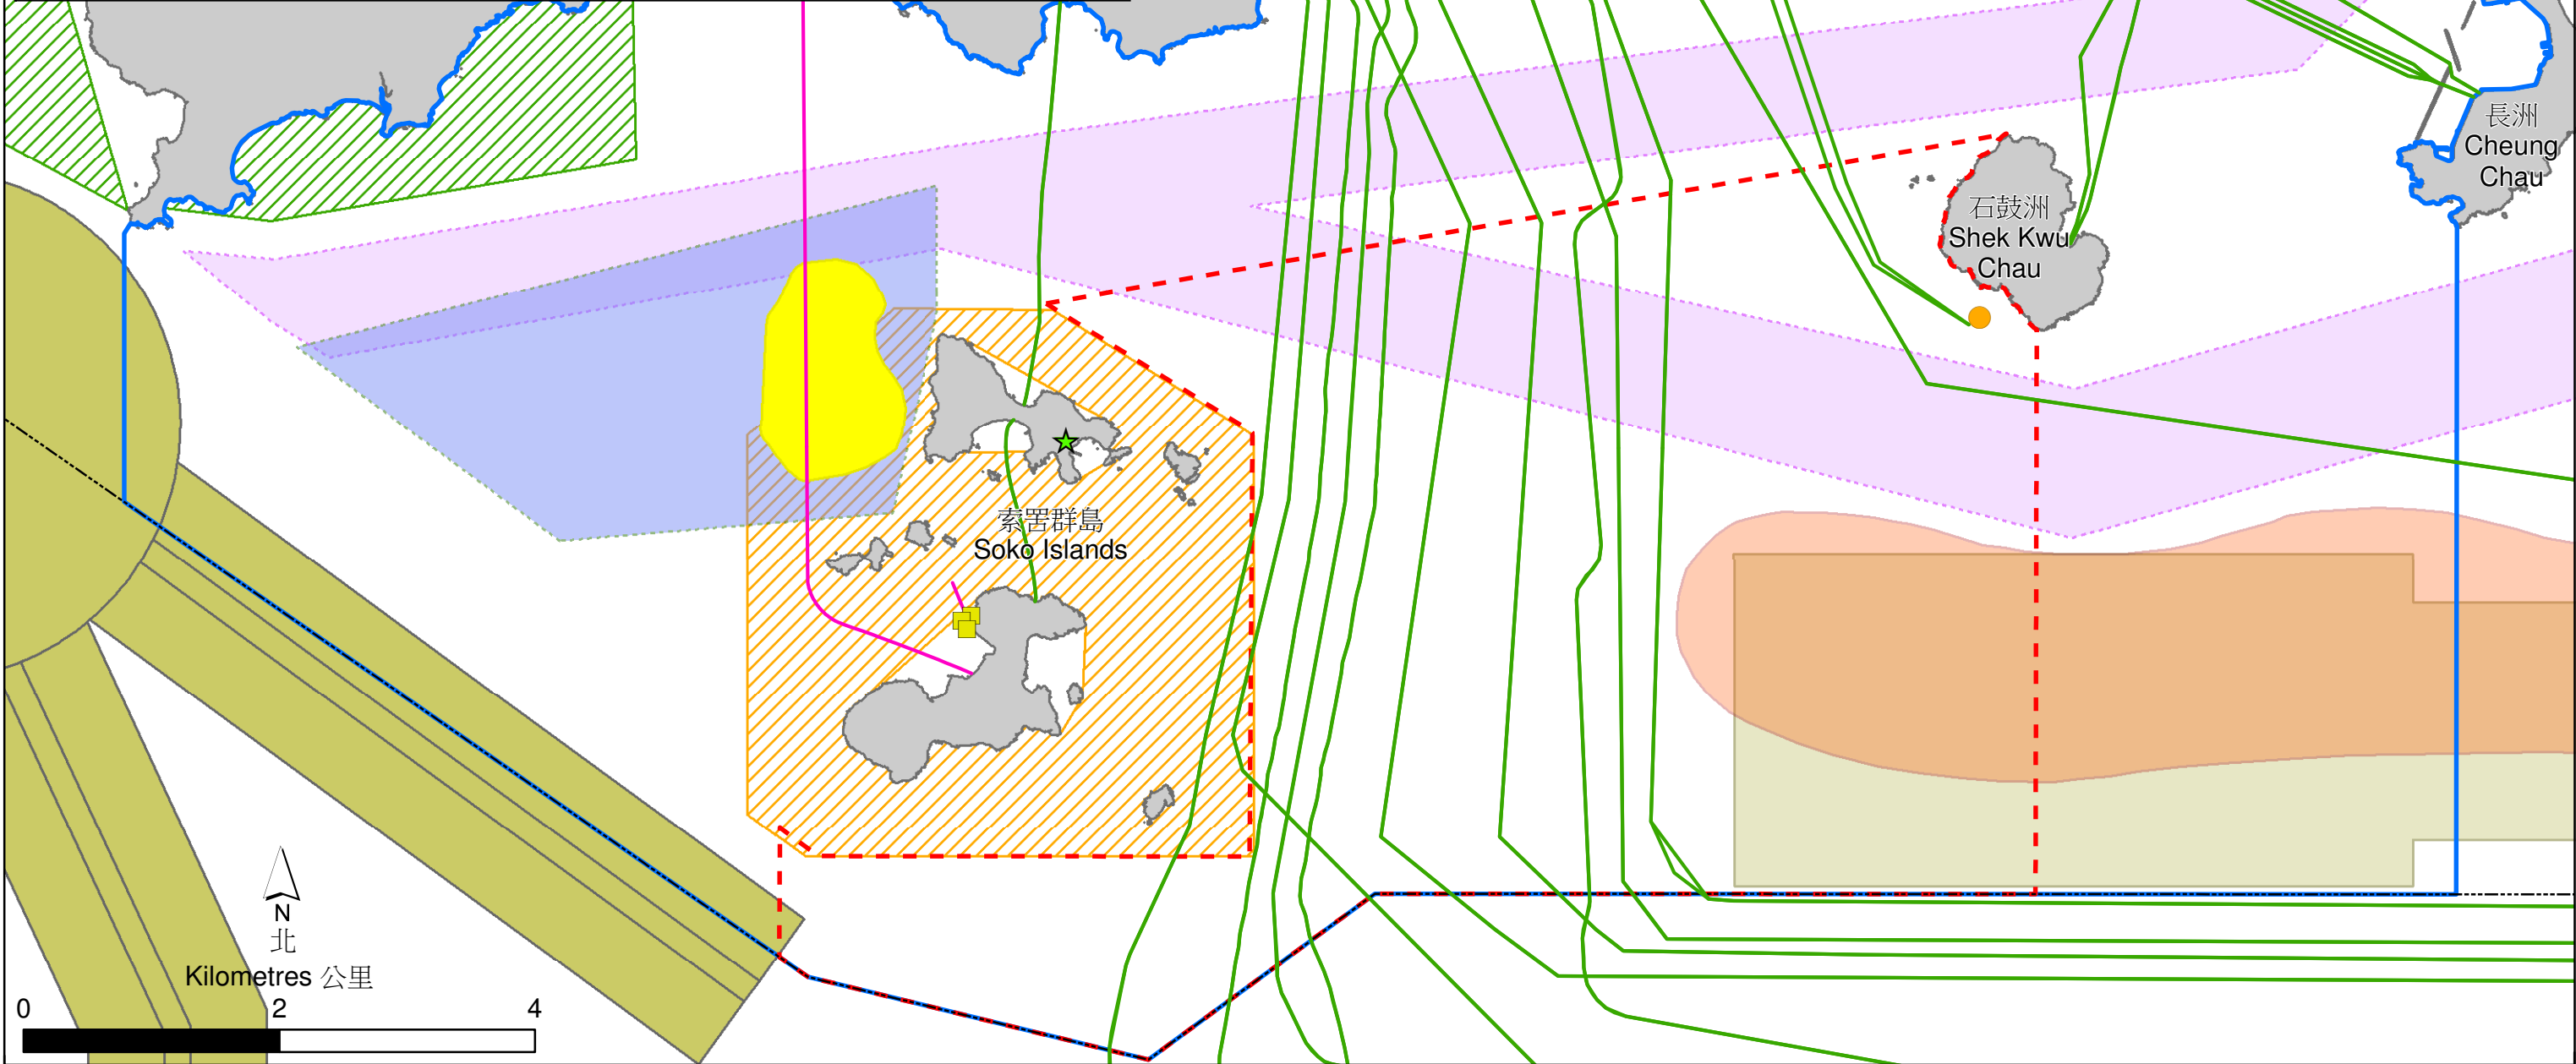 長洲
Cheung
Chau
石鼓洲
Shek Kwu
Chau
索罟群島
Soko Islands
N
北
Kilometres 公里
0 2 4